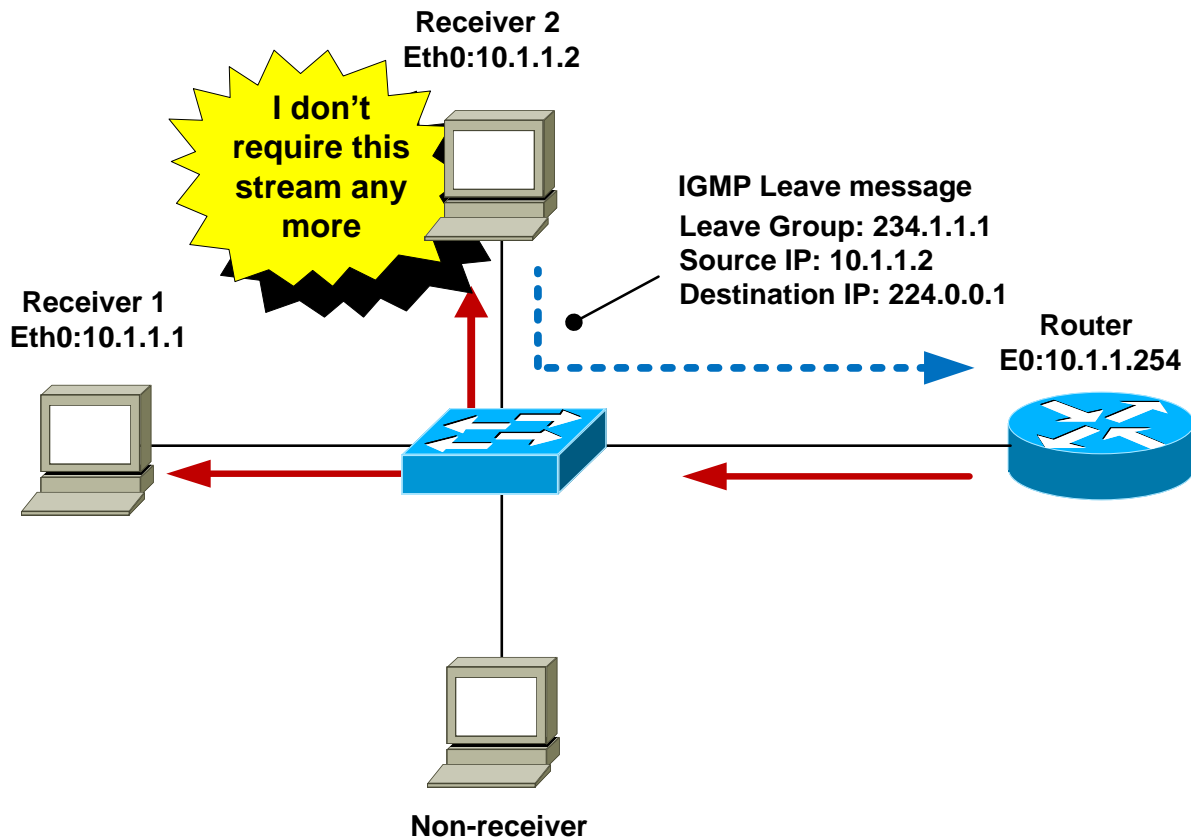 Receiver 2
Eth0:10.1.1.2
I don’t
require this
stream any
more
IGMP Leave message
Leave Group: 234.1.1.1
Source IP: 10.1.1.2
Destination IP: 224.0.0.1
Receiver 1
Eth0:10.1.1.1
Router
E0:10.1.1.254
Non-receiver